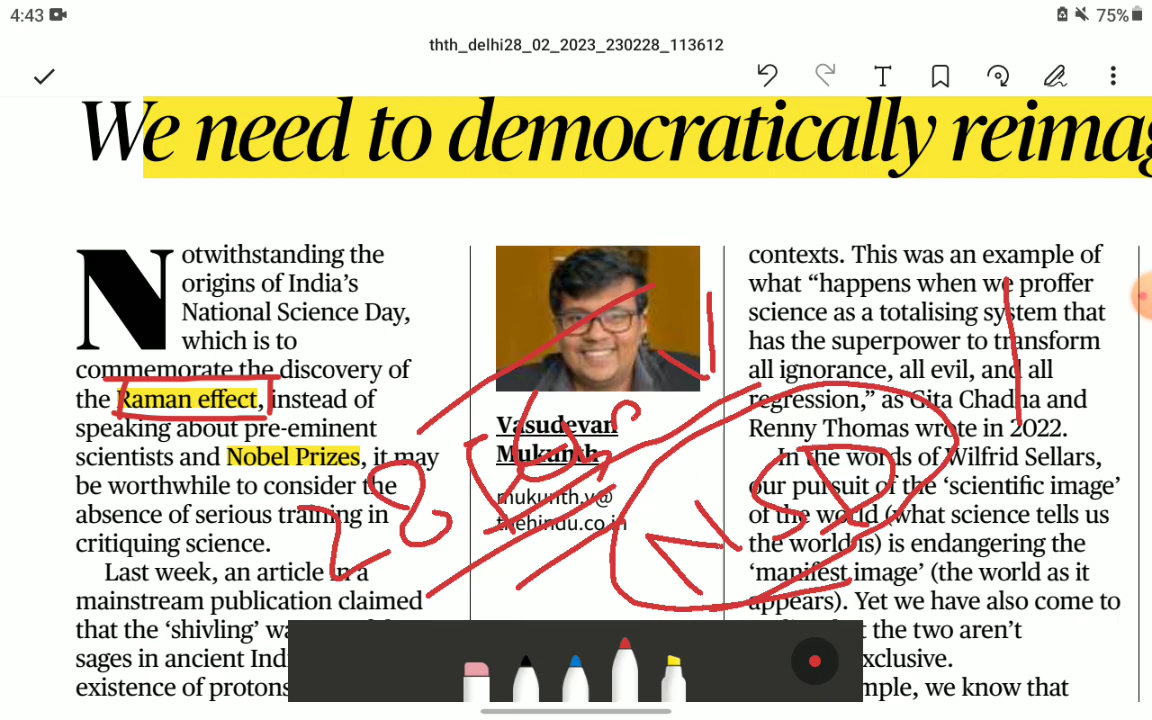 4:43
75%
thth_delhi28_02_2023_230228_113612
T
We need to democratically reimag
Notwithstanding the
origins of India's
National Science Day,
which is to
commemorate the discovery of
the Raman effect, instead of
speaking about pre-eminent
scientists and Nobel Prizes, it may
be worthwhile to consider the
absence of serious training in
critiquing science.
Last week, an article in a
mainstream publication claimed
that the 'shivling' wa
sages in ancient Indi
existence of protons
Vasudevan
Mukunth
mukunth.v@
thehindu.co.in
28 Feb
NSD
contexts. This was an example of
what "happens when we proffer
science as a totalising system that
has the superpower to transform
all ignorance, all evil, and all
regression," as Gita Chadha and
Renny Thomas wrote in 2022.
In the words of Wilfrid Sellars,
our pursuit of the 'scientific image'
of the world (what science tells us
the world is) is endangering the
'manifest image' (the world as it
appears). Yet we have also come to
the two aren't
xclusive.
mple, we know that